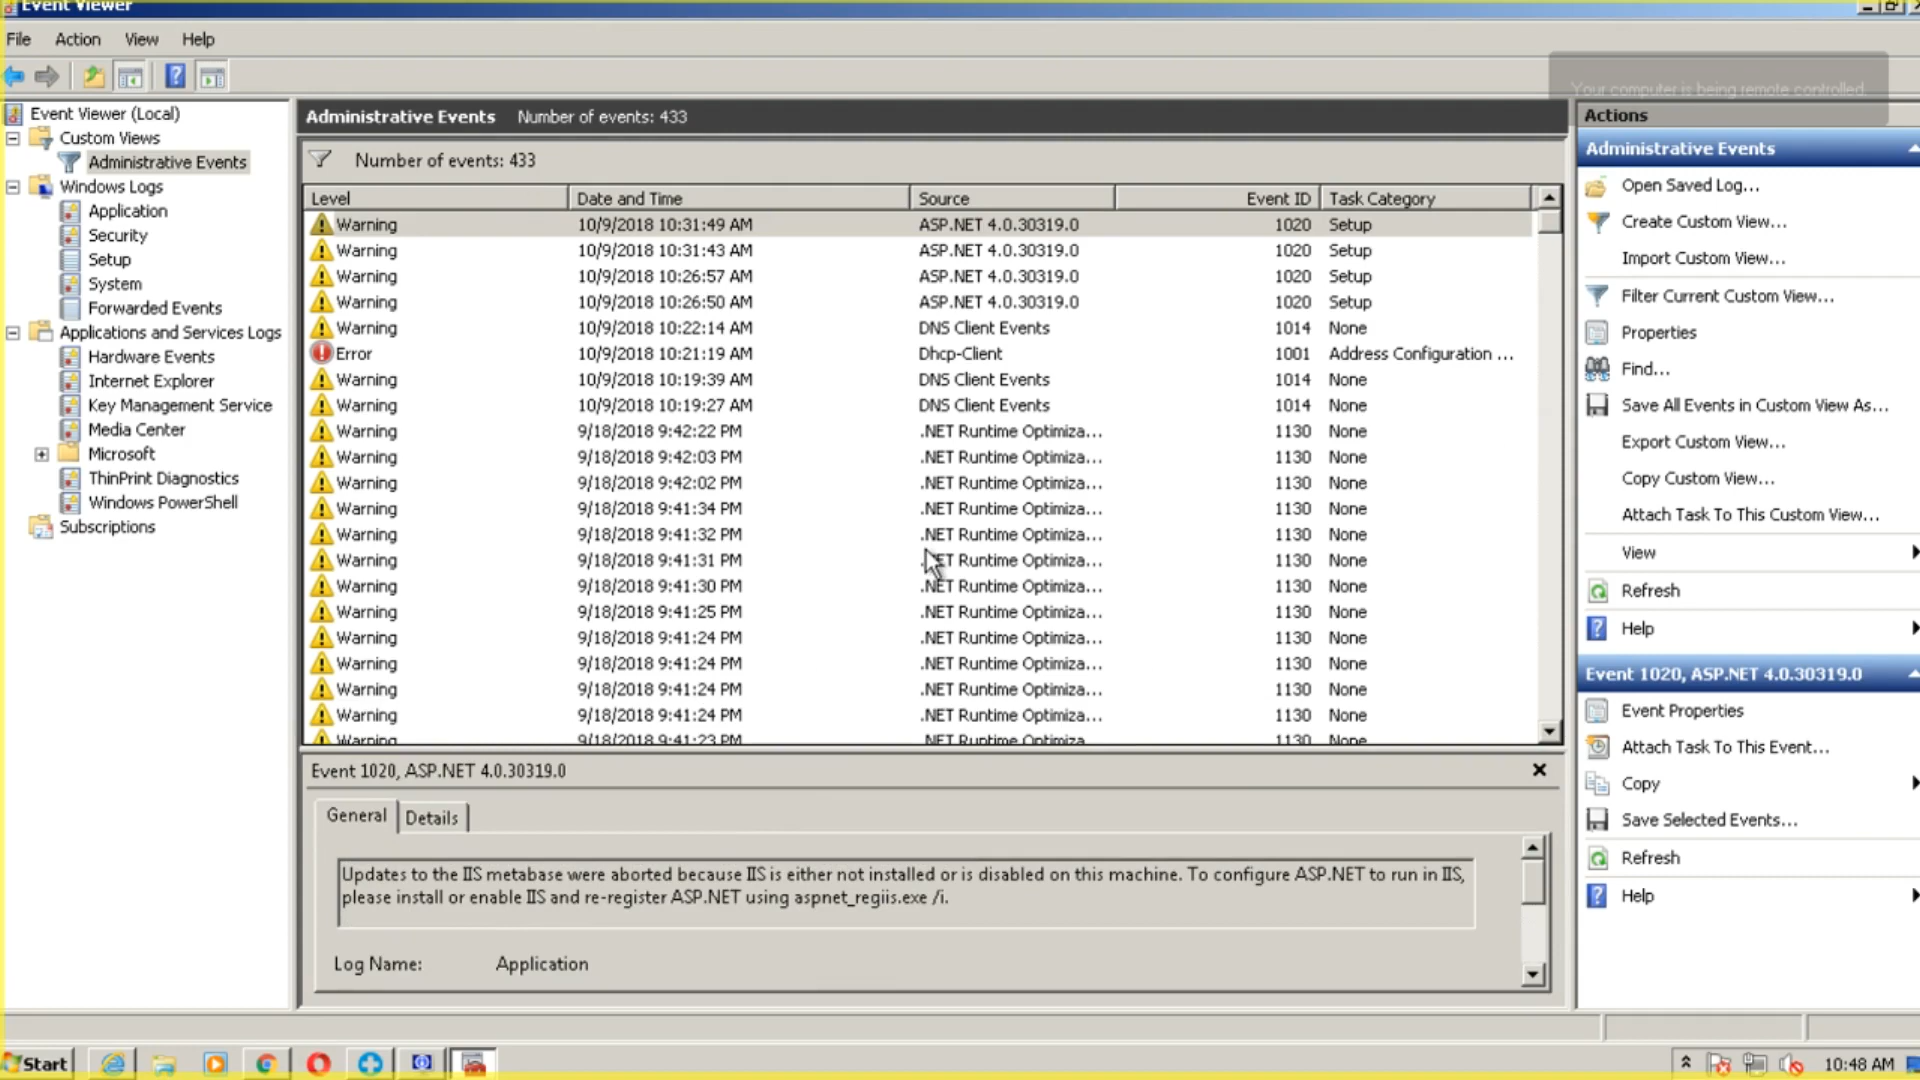 Event Viewer
File Action View Help
Your computer is being remote controlled
Event Viewer (Local)
Custom Views
Administrative Events
Windows Logs
Application
Security
Setup
System
Forwarded Events
Applications and Services Logs
Hardware Events
Internet Explorer
Key Management Service
Media Center
Microsoft
ThinPrint Diagnostics
Windows PowerShell
Subscriptions
Administrative Events Number of events: 433
Number of events: 433
Level Date and Time Source Event ID Task Category
Warning 10/9/2018 10:31:49 AM ASP.NET 4.0.30319.0 1020 Setup
Warning 10/9/2018 10:31:43 AM ASP.NET 4.0.30319.0 1020 Setup
Warning 10/9/2018 10:26:57 AM ASP.NET 4.0.30319.0 1020 Setup
Warning 10/9/2018 10:26:50 AM ASP.NET 4.0.30319.0 1020 Setup
Warning 10/9/2018 10:22:14 AM DNS Client Events 1014 None
Error 10/9/2018 10:21:19 AM Dhcp-Client 1001 Address Configuration ...
Warning 10/9/2018 10:19:39 AM DNS Client Events 1014 None
Warning 10/9/2018 10:19:27 AM DNS Client Events 1014 None
Warning 9/18/2018 9:42:22 PM .NET Runtime Optimiza... 1130 None
Warning 9/18/2018 9:42:03 PM .NET Runtime Optimiza... 1130 None
Warning 9/18/2018 9:42:02 PM .NET Runtime Optimiza... 1130 None
Warning 9/18/2018 9:41:34 PM .NET Runtime Optimiza... 1130 None
Warning 9/18/2018 9:41:32 PM .NET Runtime Optimiza... 1130 None
Warning 9/18/2018 9:41:31 PM .NET Runtime Optimiza... 1130 None
Warning 9/18/2018 9:41:30 PM .NET Runtime Optimiza... 1130 None
Warning 9/18/2018 9:41:25 PM .NET Runtime Optimiza... 1130 None
Warning 9/18/2018 9:41:24 PM .NET Runtime Optimiza... 1130 None
Warning 9/18/2018 9:41:24 PM .NET Runtime Optimiza... 1130 None
Warning 9/18/2018 9:41:24 PM .NET Runtime Optimiza... 1130 None
Warning 9/18/2018 9:41:24 PM .NET Runtime Optimiza... 1130 None
Warning 9/18/2018 9:41:23 PM .NET Runtime Optimiza... 1130 None
Event 1020, ASP.NET 4.0.30319.0
General Details
Updates to the IIS metabase were aborted because IIS is either not installed or is disabled on this machine. To configure ASP.NET to run in IIS,
please install or enable IIS and re-register ASP.NET using aspnet_regiis.exe /i.
Log Name: Application
Actions
Administrative Events
Open Saved Log...
Create Custom View...
Import Custom View...
Filter Current Custom View...
Properties
Find...
Save All Events in Custom View As...
Export Custom View...
Copy Custom View...
Attach Task To This Custom View...
View
Refresh
Help
Event 1020, ASP.NET 4.0.30319.0
Event Properties
Attach Task To This Event...
Copy
Save Selected Events...
Refresh
Help
Start
10:48 AM